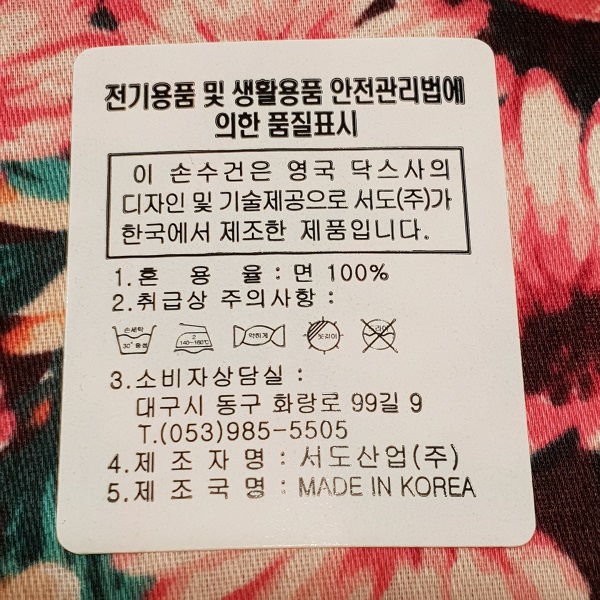 전기용품 및 생활용품 안전관리법에
의한 품질표시
이 손수건은 영국 닥스사의
디자인 및 기술제공으로 서도(주)가
한국에서 제조한 제품입니다.
1.혼 용 율 : 면 100%
2.취급상 주의사항 :
손세탁 30° 중성 2 140~160℃ 약하게 옷걸이 드라이
3.소비자상담실 :
대구시 동구 화랑로 99길 9
T.(053)985-5505
4.제 조 자 명 : 서도산업(주)
5.제 조 국 명 : MADE IN KOREA